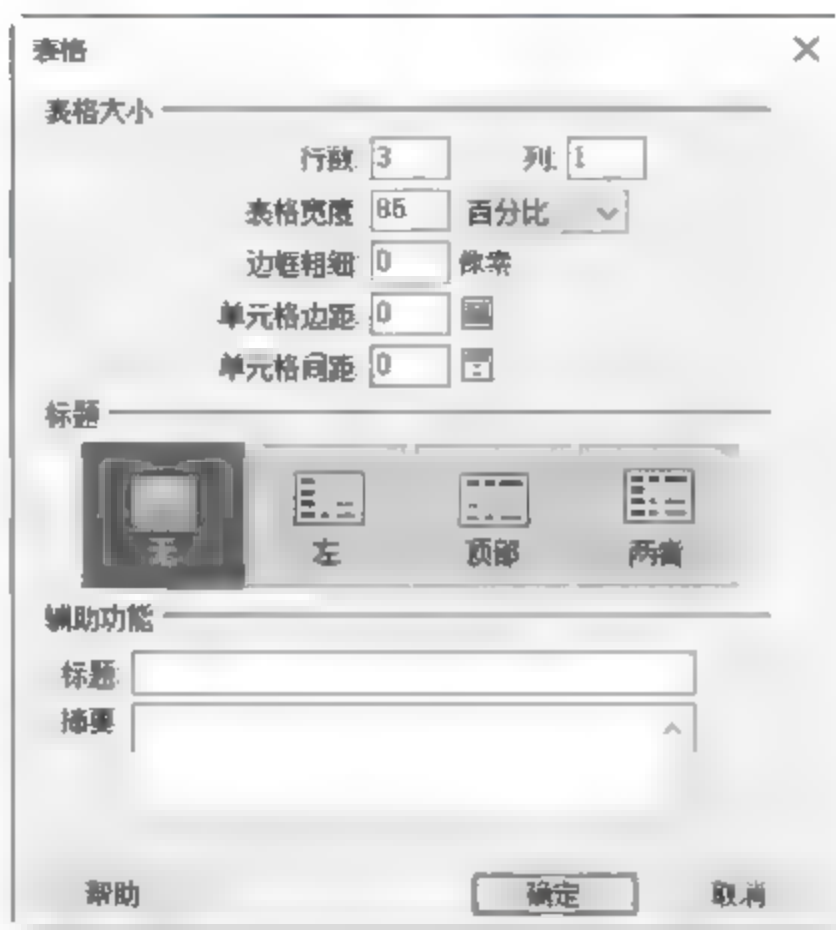 表格
表格大小
行数: 3 列: 1
表格宽度: 85 百分比
边框粗细: 0 像素
单元格边距: 0
单元格间距: 0
标题
无 左 顶部 两者
辅助功能
标题:
摘要:
帮助 确定 取消